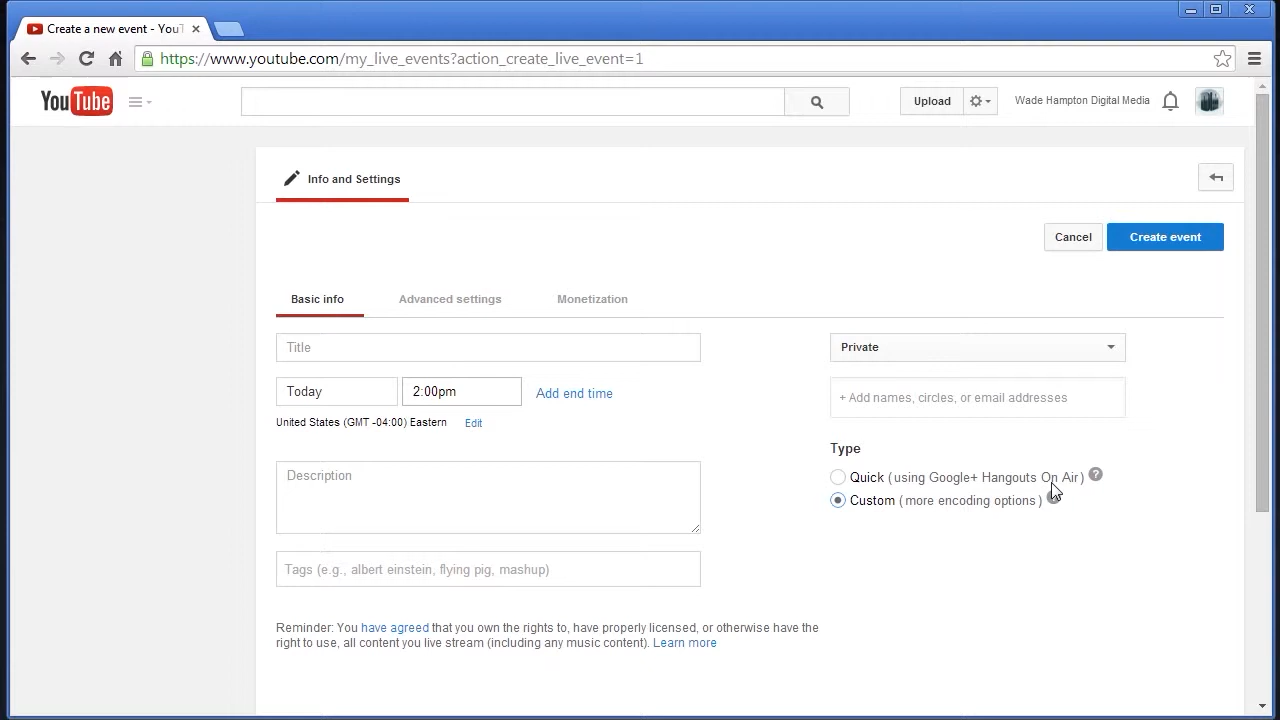 Create a new event - YouT
https://www.youtube.com/my_live_events?action_create_live_event=1
YouTube
Upload
Wade Hampton Digital Media
Info and Settings
Cancel
Create event
Basic info
Advanced settings
Monetization
Title
Private
Today
2:00pm
Add end time
+ Add names, circles, or email addresses
United States (GMT -04:00) Eastern
Edit
Type
Description
Quick (using Google+ Hangouts On Air) ?
Custom (more encoding options)
Tags (e.g., albert einstein, flying pig, mashup)
Reminder: You have agreed that you own the rights to, have properly licensed, or otherwise have the
right to use, all content you live stream (including any music content). Learn more